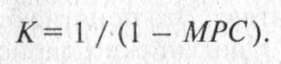 K = 1 / (1 − MPC).